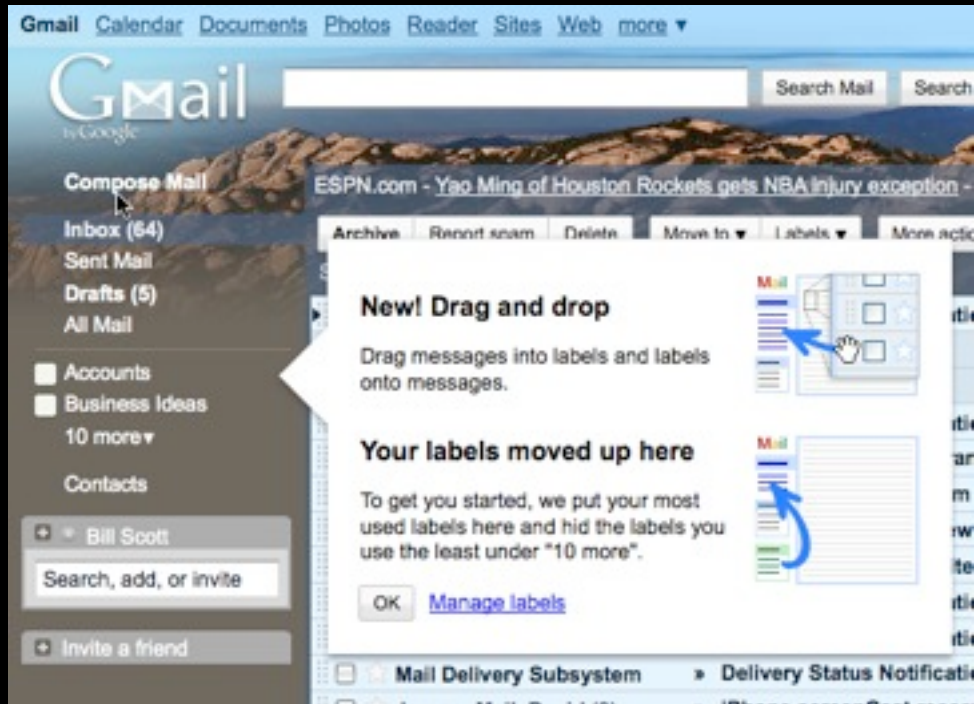 Gmail Calendar Documents Photos Reader Sites Web more ▼
Gmail
by Google
Search Mail
Search
Compose Mail
ESPN.com - Yao Ming of Houston Rockets gets NBA Injury exception -
Inbox (64)
Archive Report spam Delete Move to ▼ Labels ▼ More actio
Sent Mail
Drafts (5)
All Mail
Accounts
Business Ideas
10 more▼
Contacts
Bill Scott
Search, add, or invite
Invite a friend
New! Drag and drop
Drag messages into labels and labels
onto messages.
Mail
Your labels moved up here
To get you started, we put your most
used labels here and hid the labels you
use the least under "10 more".
Mail
OK Manage labels
Mail Delivery Subsystem » Delivery Status Notificatie